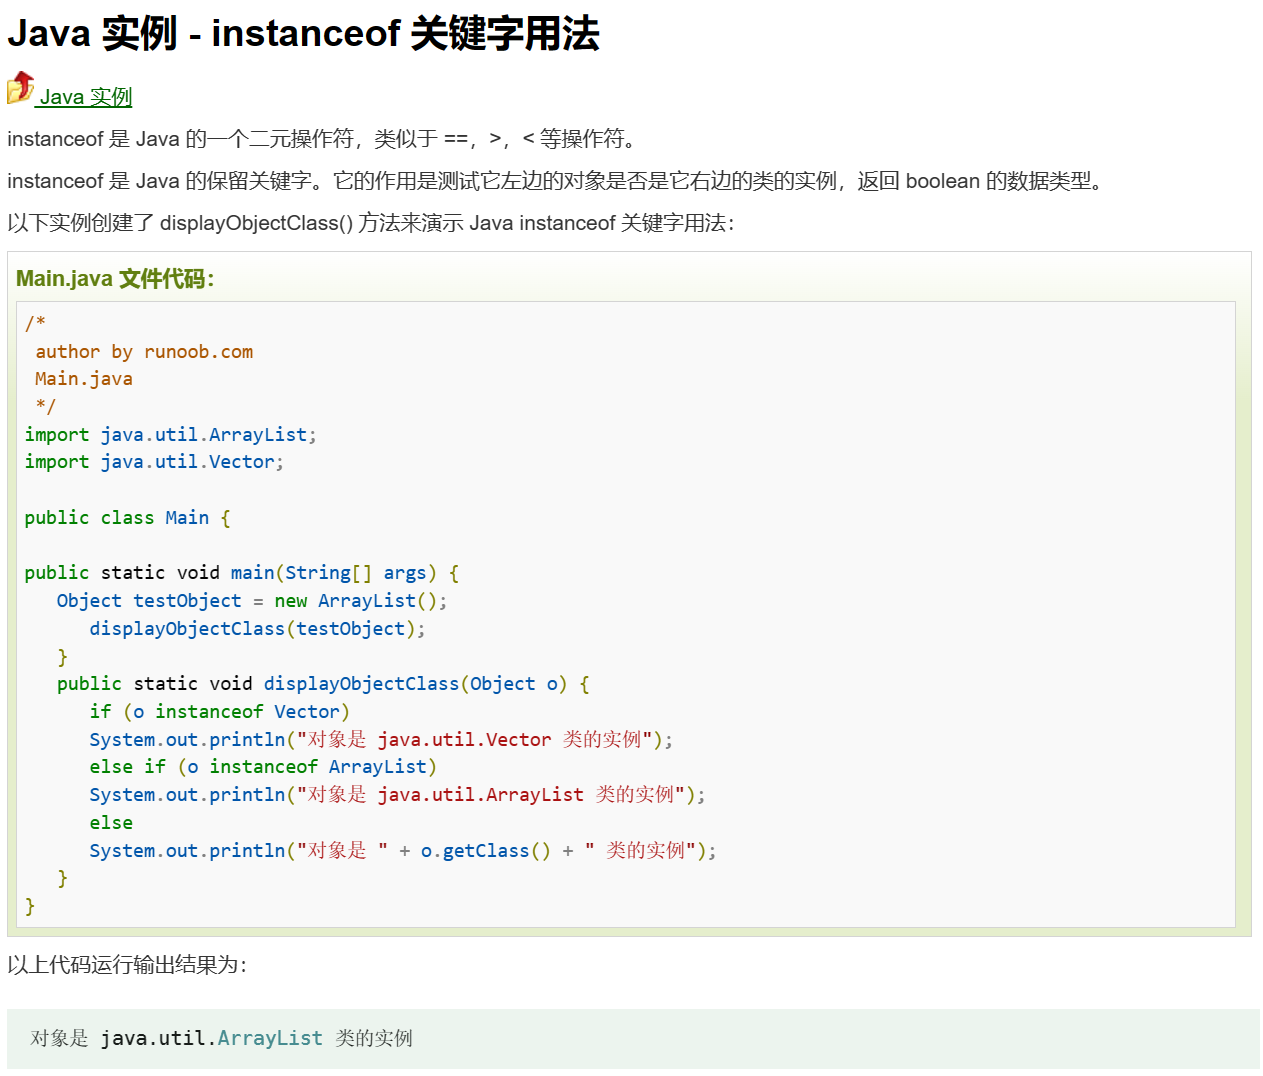 Java 实例 - instanceof 关键字用法
Java 实例
instanceof 是 Java 的一个二元操作符，类似于 ==，>，< 等操作符。
instanceof 是 Java 的保留关键字。它的作用是测试它左边的对象是否是它右边的类的实例，返回 boolean 的数据类型。
以下实例创建了 displayObjectClass() 方法来演示 Java instanceof 关键字用法：
Main.java 文件代码：
/*
 author by runoob.com
 Main.java
 */
import java.util.ArrayList;
import java.util.Vector;
public class Main {
public static void main(String[] args) {
   Object testObject = new ArrayList();
      displayObjectClass(testObject);
   }
   public static void displayObjectClass(Object o) {
      if (o instanceof Vector)
      System.out.println("对象是 java.util.Vector 类的实例");
      else if (o instanceof ArrayList)
      System.out.println("对象是 java.util.ArrayList 类的实例");
      else
      System.out.println("对象是 " + o.getClass() + " 类的实例");
   }
}
以上代码运行输出结果为：
对象是 java.util.ArrayList 类的实例